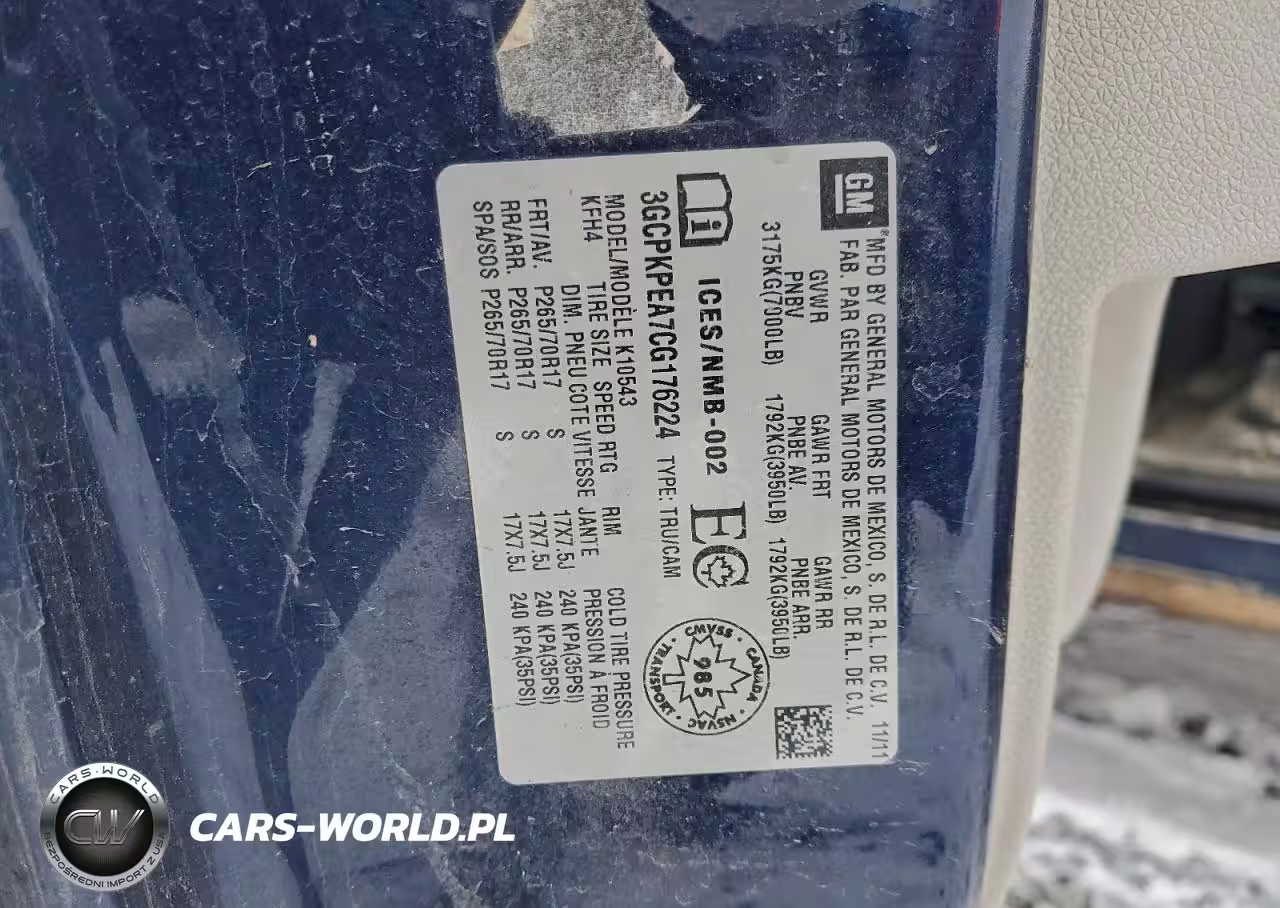 GM
MFD BY GENERAL MOTORS DE MEXICO, S. DE R.L. DE C.V. 11/11
FAB. PAR GENERAL MOTORS DE MEXICO, S. DE R.L. DE C.V.
GVWR GAWR FRT GAWR RR
PNBV PNBE AV. PNBE ARR.
3175KG(7000LB) 1792KG(3950LB) 1792KG(3950LB)
i ICES/NMB-002 EC
CMVSS · CANADA · NSVAC · TRANSPORT ·
985
3GCPKPEA7CG176224 TYPE: TRU/CAM
MODEL/MODÈLE K10543
KFH4 TIRE SIZE SPEED RTG RIM COLD TIRE PRESSURE
DIM. PNEU COTE VITESSE JANTE PRESSION À FROID
FRT/AV. P265/70R17 S 17X7.5J 240 KPA(35PSI)
RR/ARR. P265/70R17 S 17X7.5J 240 KPA(35PSI)
SPA/SOS P265/70R17 S 17X7.5J 240 KPA(35PSI)
CARS-WORLD
CW
BEZPOŚREDNI IMPORT Z USA
CARS-WORLD.PL